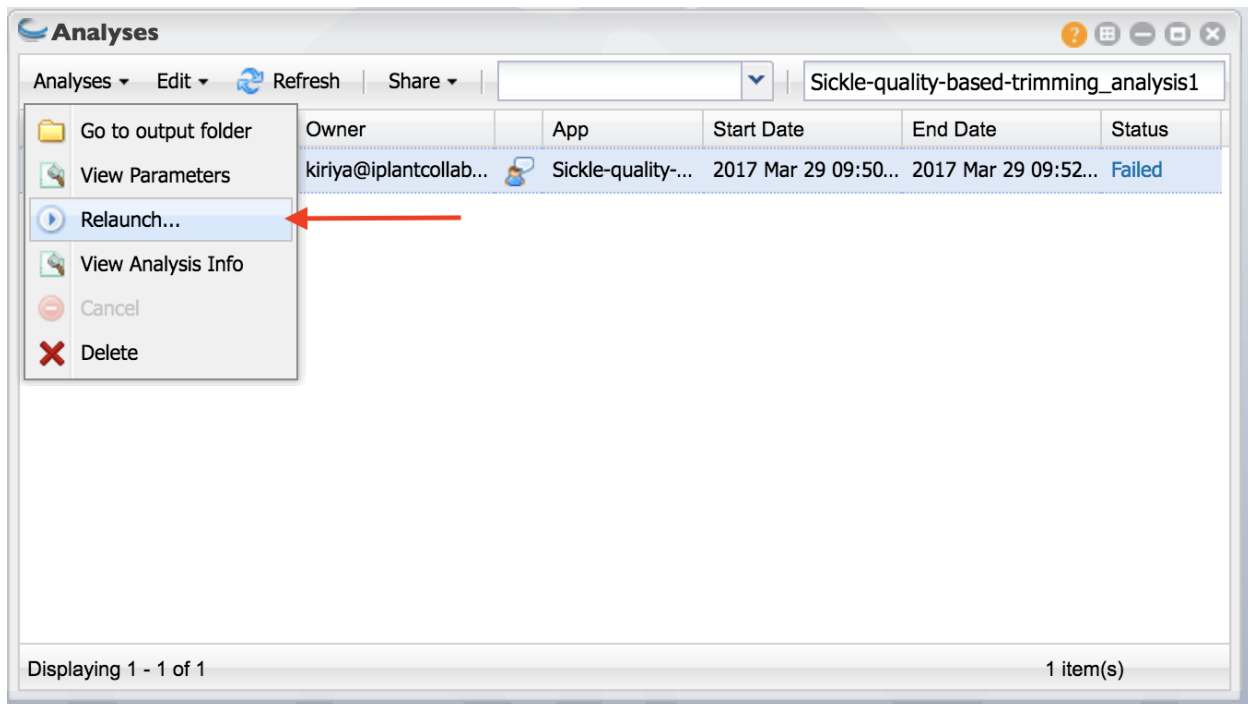 Analyses
?
Analyses Edit Refresh Share Sickle-quality-based-trimming_analysis1
Owner App Start Date End Date Status
kiriya@iplantcollab... Sickle-quality-... 2017 Mar 29 09:50... 2017 Mar 29 09:52... Failed
Go to output folder
View Parameters
Relaunch...
View Analysis Info
Cancel
Delete
Displaying 1 - 1 of 1 1 item(s)